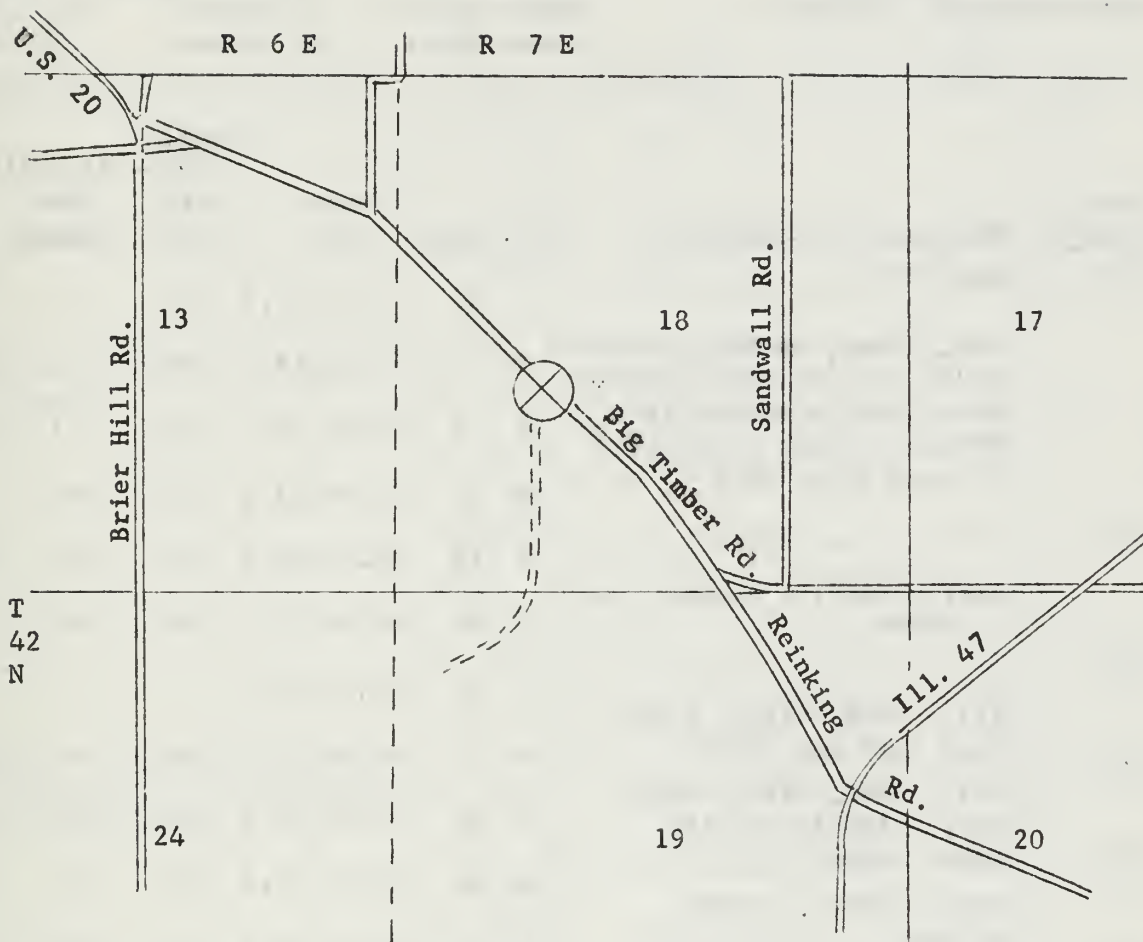 R 6 E
R 7 E
U.S. 20
13
18
17
Brier Hill Rd.
Sandwall Rd.
Big Timber Rd.
T
42
N
Reinking
Rd.
Ill. 47
24
19
20